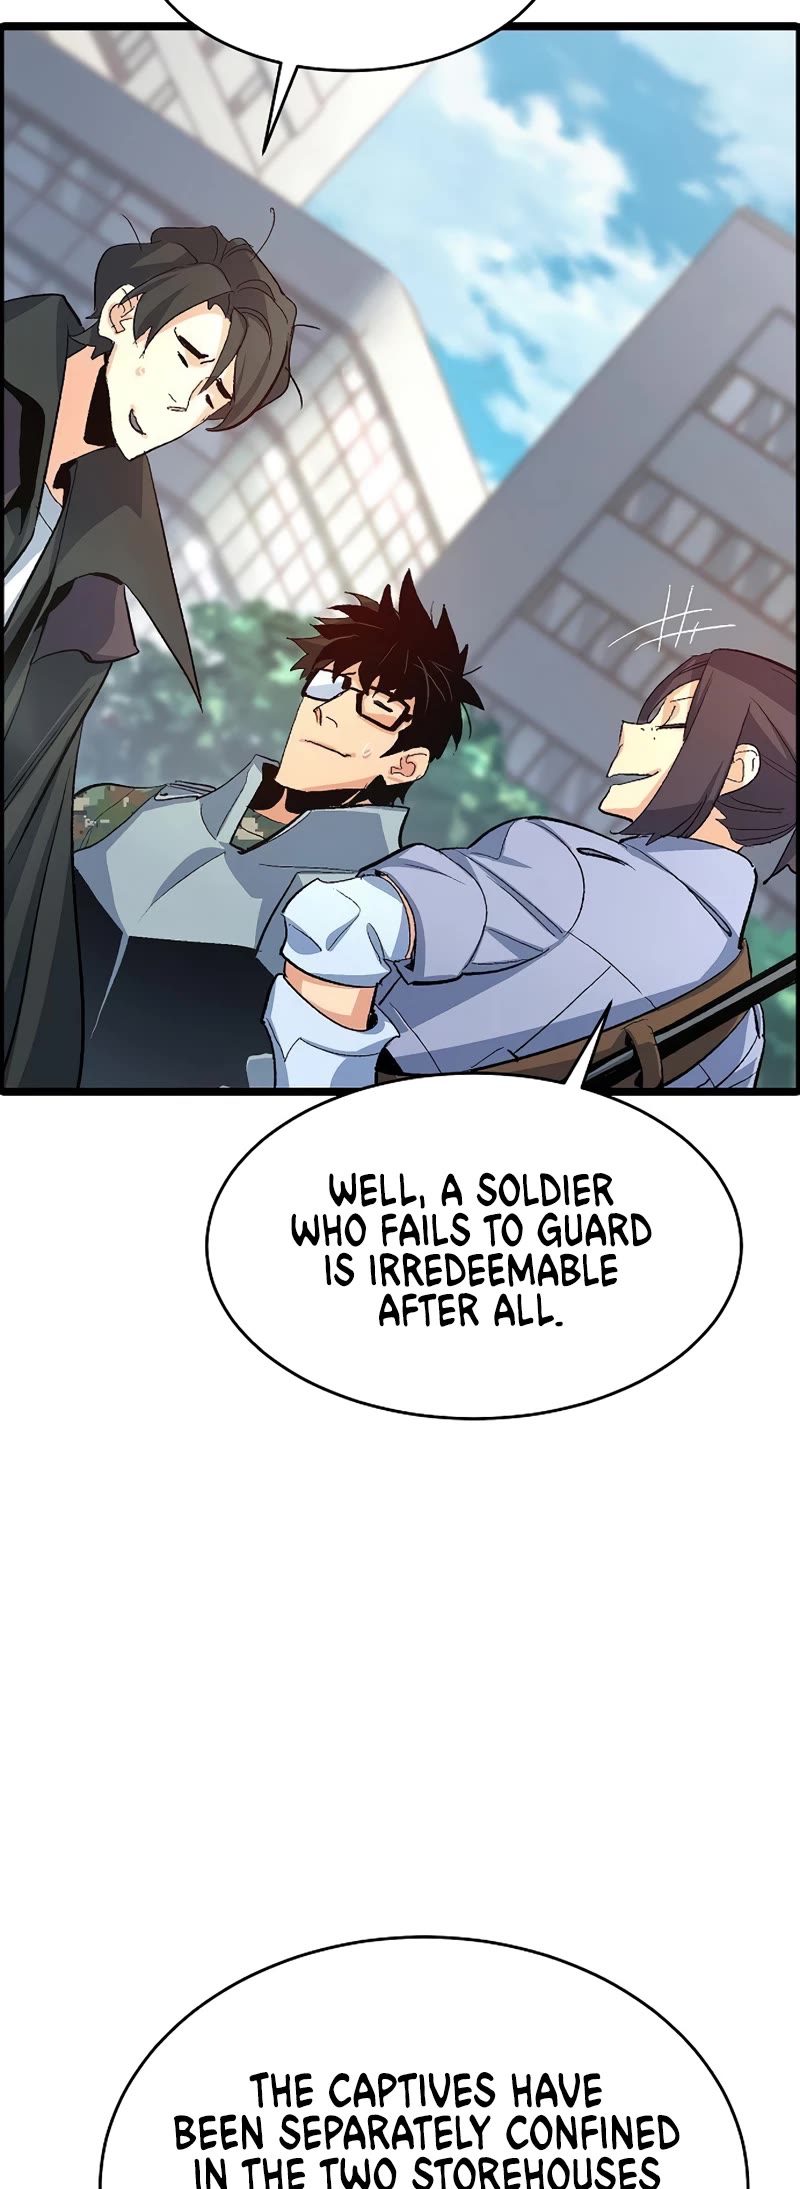 WELL, A SOLDIER
WHO FAILS TO GUARD
IS IRREDEEMABLE
AFTER ALL.
THE CAPTIVES HAVE
BEEN SEPARATELY CONFINED
IN THE TWO STOREHOUSES